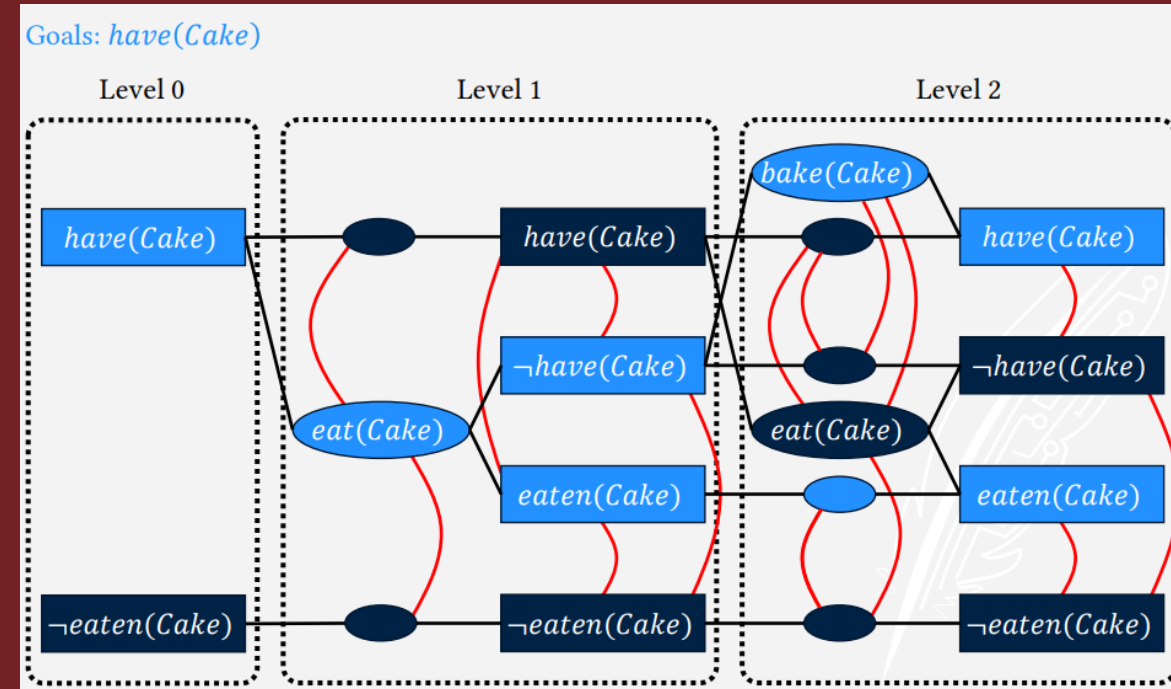 Goals: have(Cake)
Level 0
Level 1
Level 2
bake(Cake)
have(Cake)
have(Cake)
have(Cake)
¬have(Cake)
¬have(Cake)
eat(Cake)
eat(Cake)
eaten(Cake)
eaten(Cake)
¬eaten(Cake)
¬eaten(Cake)
¬eaten(Cake)